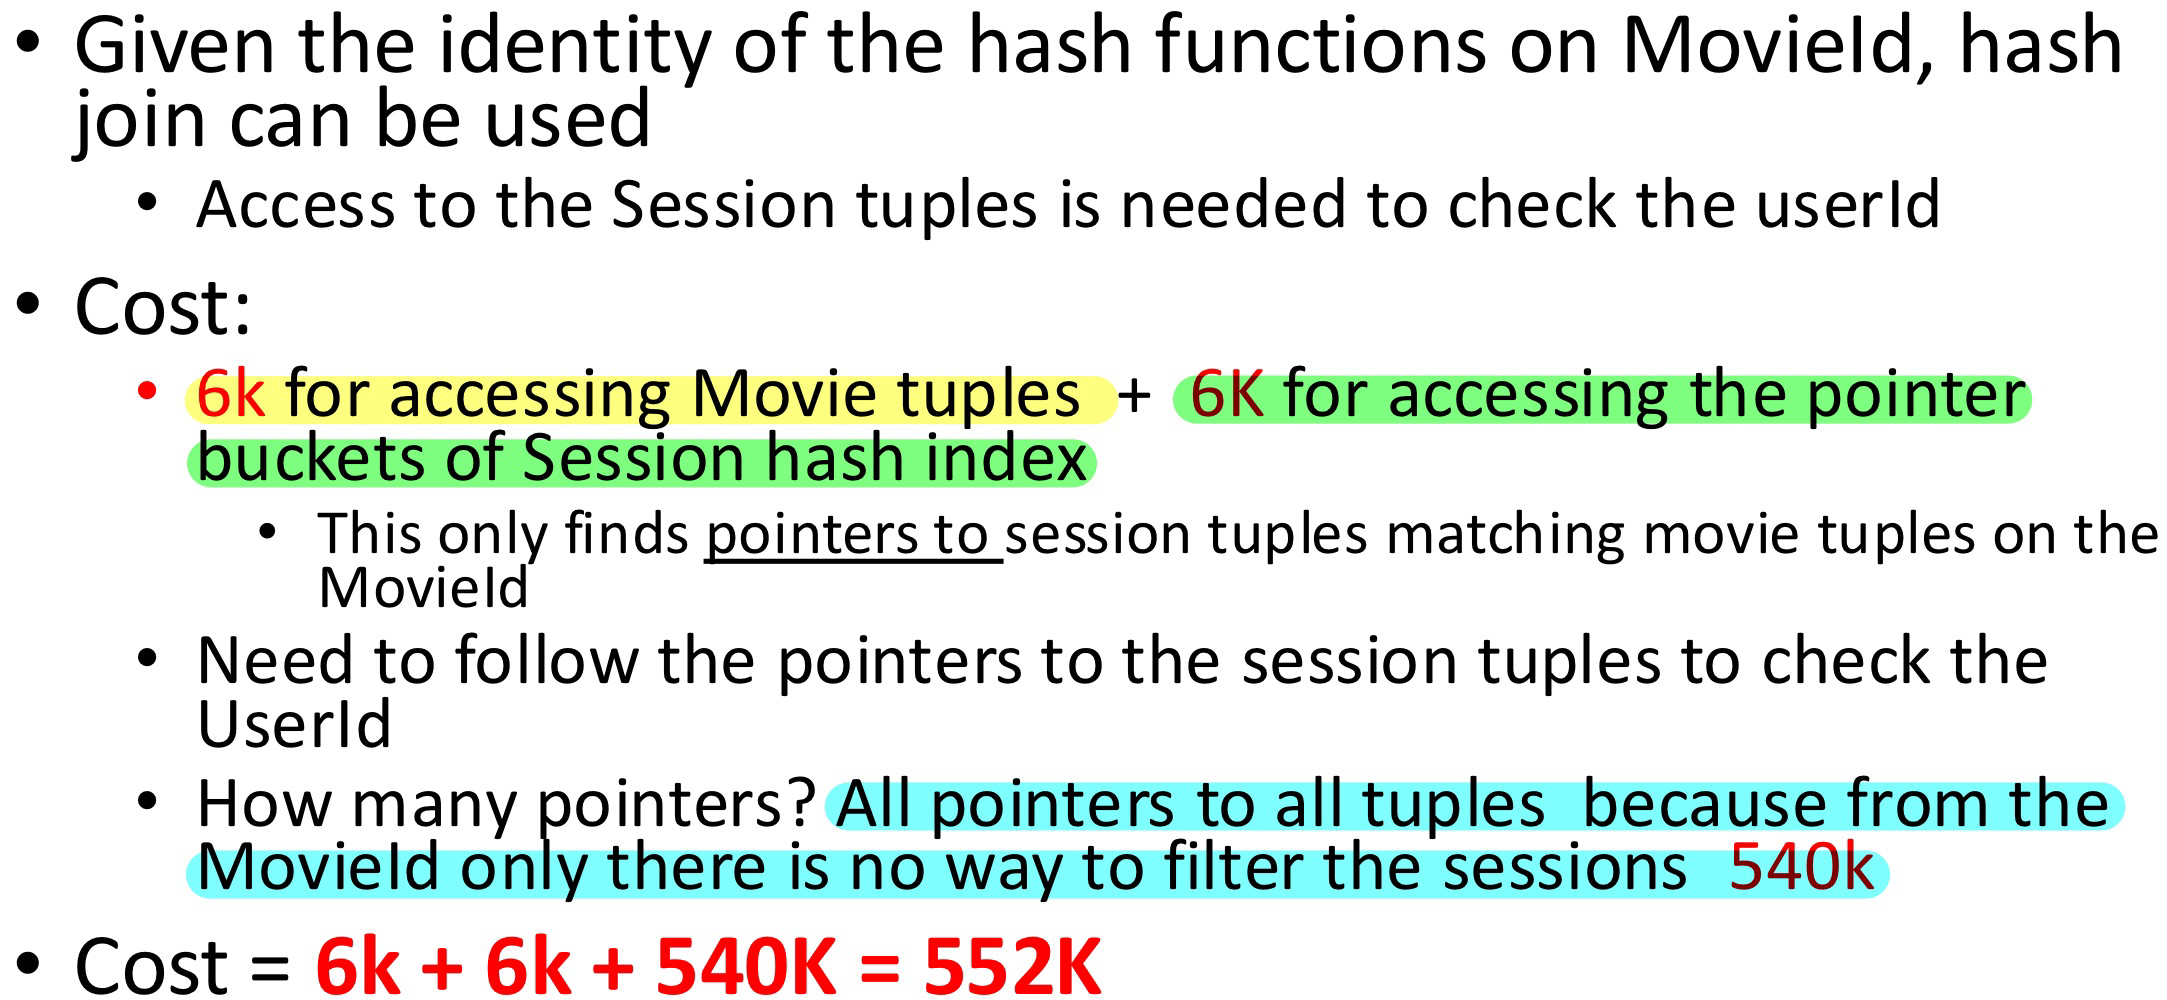 • Given the identity of the hash functions on MovieId, hash
join can be used
• Access to the Session tuples is needed to check the userId
• Cost:
• 6k for accessing Movie tuples + 6K for accessing the pointer
buckets of Session hash index
• This only finds pointers to session tuples matching movie tuples on the
MovieId
• Need to follow the pointers to the session tuples to check the
UserId
• How many pointers? All pointers to all tuples because from the
MovieId only there is no way to filter the sessions 540k
• Cost = 6k + 6k + 540K = 552K